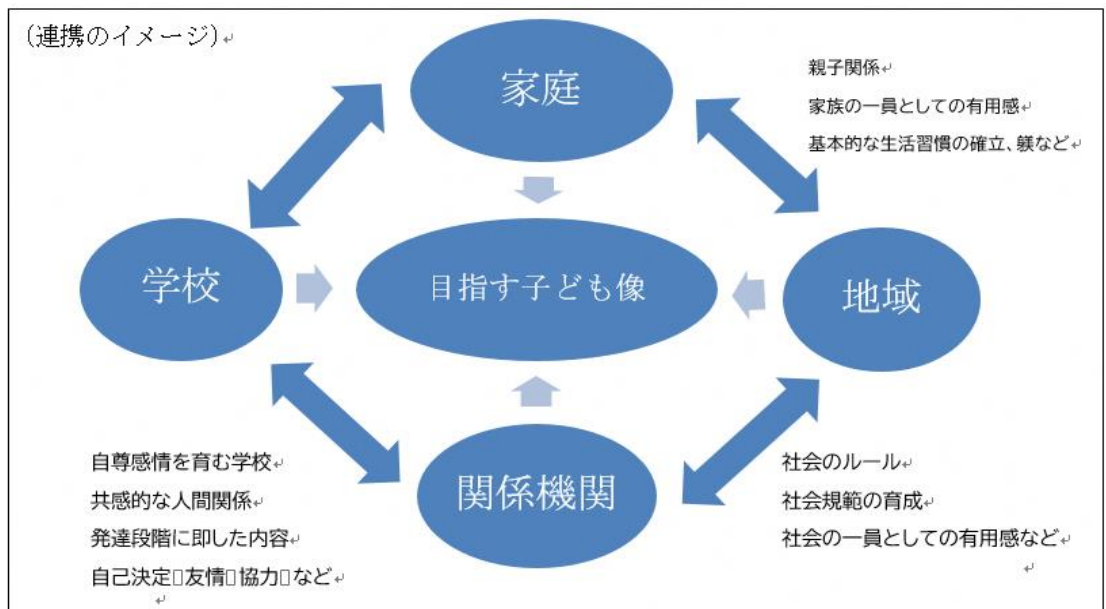 (連携のイメージ)
家庭
親子関係
家族の一員としての有用感
基本的な生活習慣の確立、躾など
学校
目指す子ども像
地域
自尊感情を育む学校
共感的な人間関係
発達段階に即した内容
自己決定▯友情▯協力▯など
関係機関
社会のルール
社会規範の育成
社会の一員としての有用感など